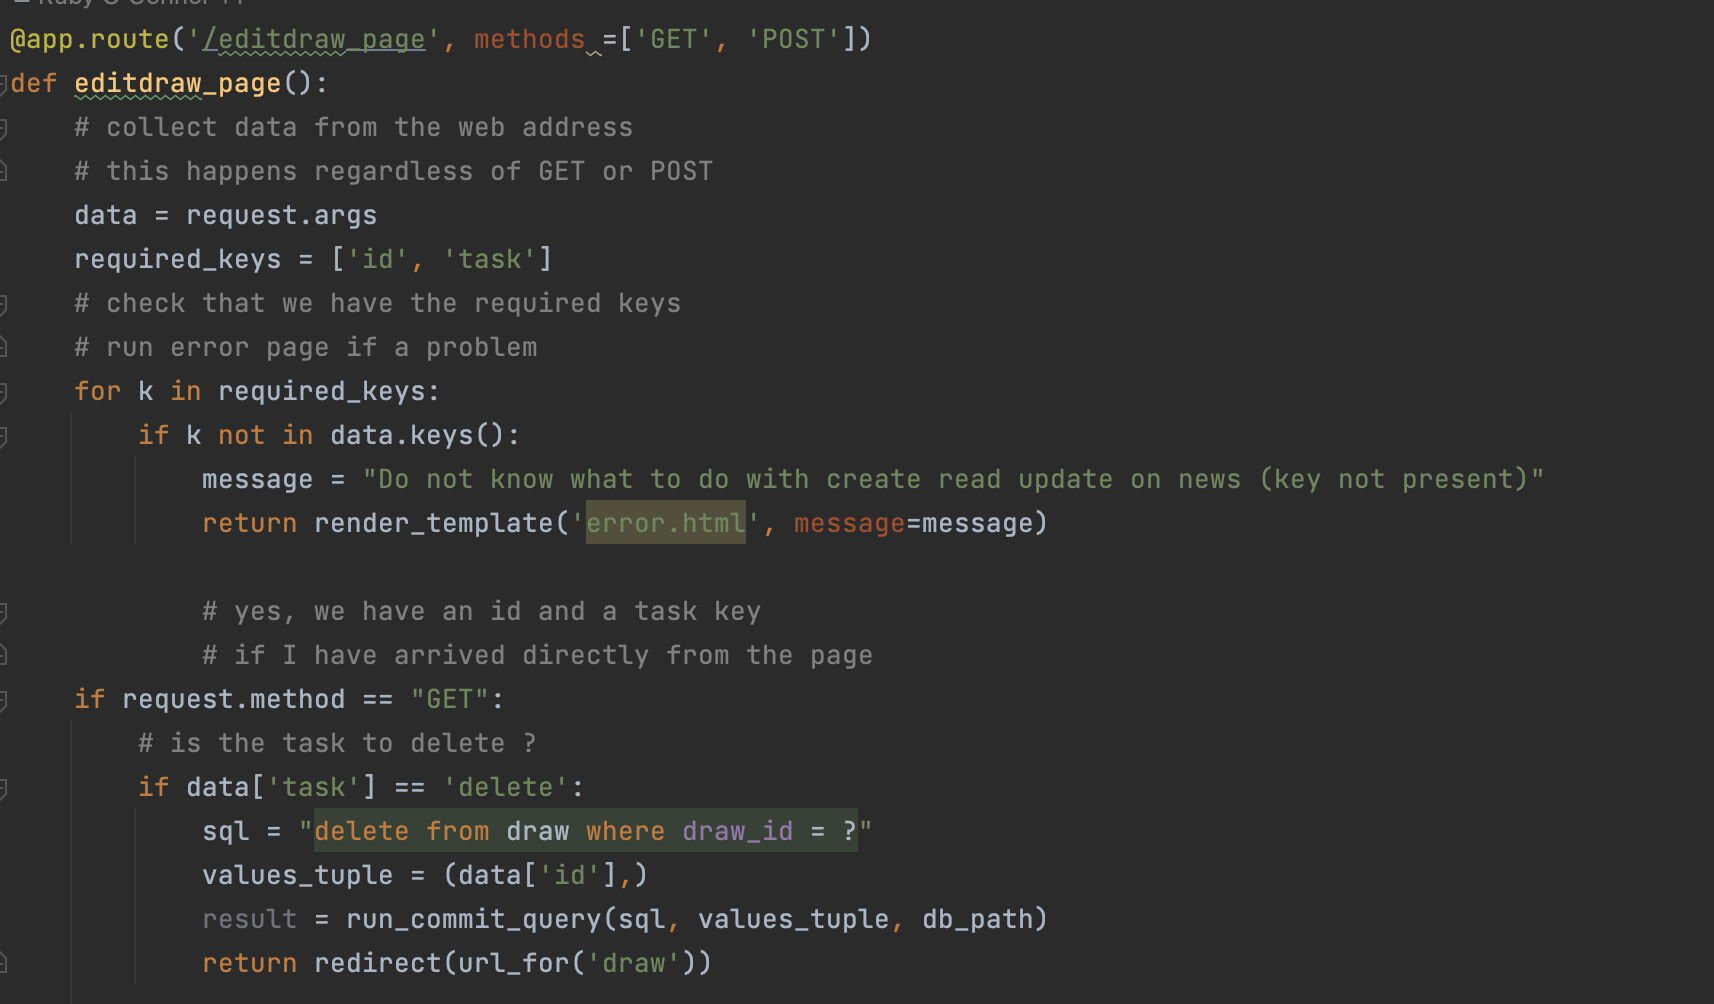 @app.route('/editdraw_page', methods =['GET', 'POST'])
def editdraw_page():
    # collect data from the web address
    # this happens regardless of GET or POST
    data = request.args
    required_keys = ['id', 'task']
    # check that we have the required keys
    # run error page if a problem
    for k in required_keys:
        if k not in data.keys():
            message = "Do not know what to do with create read update on news (key not present)"
            return render_template('error.html', message=message)
            # yes, we have an id and a task key
            # if I have arrived directly from the page
    if request.method == "GET":
        # is the task to delete ?
        if data['task'] == 'delete':
            sql = "delete from draw where draw_id = ?"
            values_tuple = (data['id'],)
            result = run_commit_query(sql, values_tuple, db_path)
            return redirect(url_for('draw'))